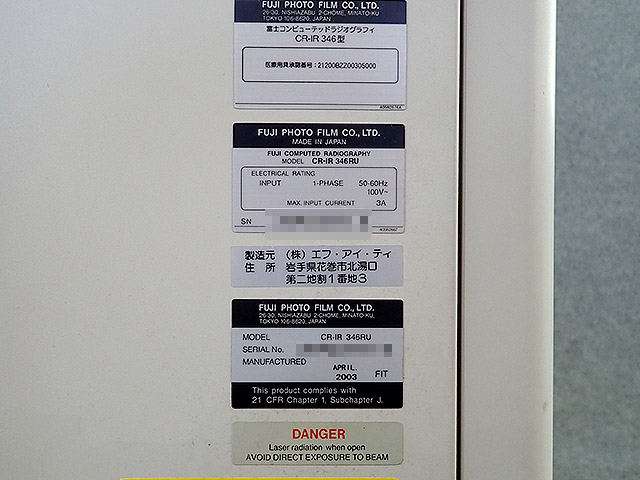 FUJI PHOTO FILM CO., LTD.
26-30, NISHIAZABU, 2-CHOME, MINATO-KU
TOKYO 106-8620, JAPAN
富士コンピューテッドラジオグラフィ
CR-IR 346型
医療用具承認番号：21200BZZ00305000
FUJI PHOTO FILM CO., LTD.
MADE IN JAPAN
FUJI COMPUTED RADIOGRAPHY
MODEL CR-IR 346RU
ELECTRICAL RATING
INPUT 1-PHASE 50-60Hz
100V~
MAX. INPUT CURRENT 3A
SN
製造元 (株) エフ・アイ・ティ
住所 岩手県花巻市北湯口
第二地割1番地3
FUJI PHOTO FILM CO., LTD.
26-30, NISHIAZABU 2-CHOME, MINATO-KU,
TOKYO 106-8620, JAPAN
MODEL CR-IR 346RU
SERIAL No.
MANUFACTURED APRIL.
2003 FIT
This product complies with
21 CFR Chapter 1, Subchapter J.
DANGER
Laser radiation when open
AVOID DIRECT EXPOSURE TO BEAM